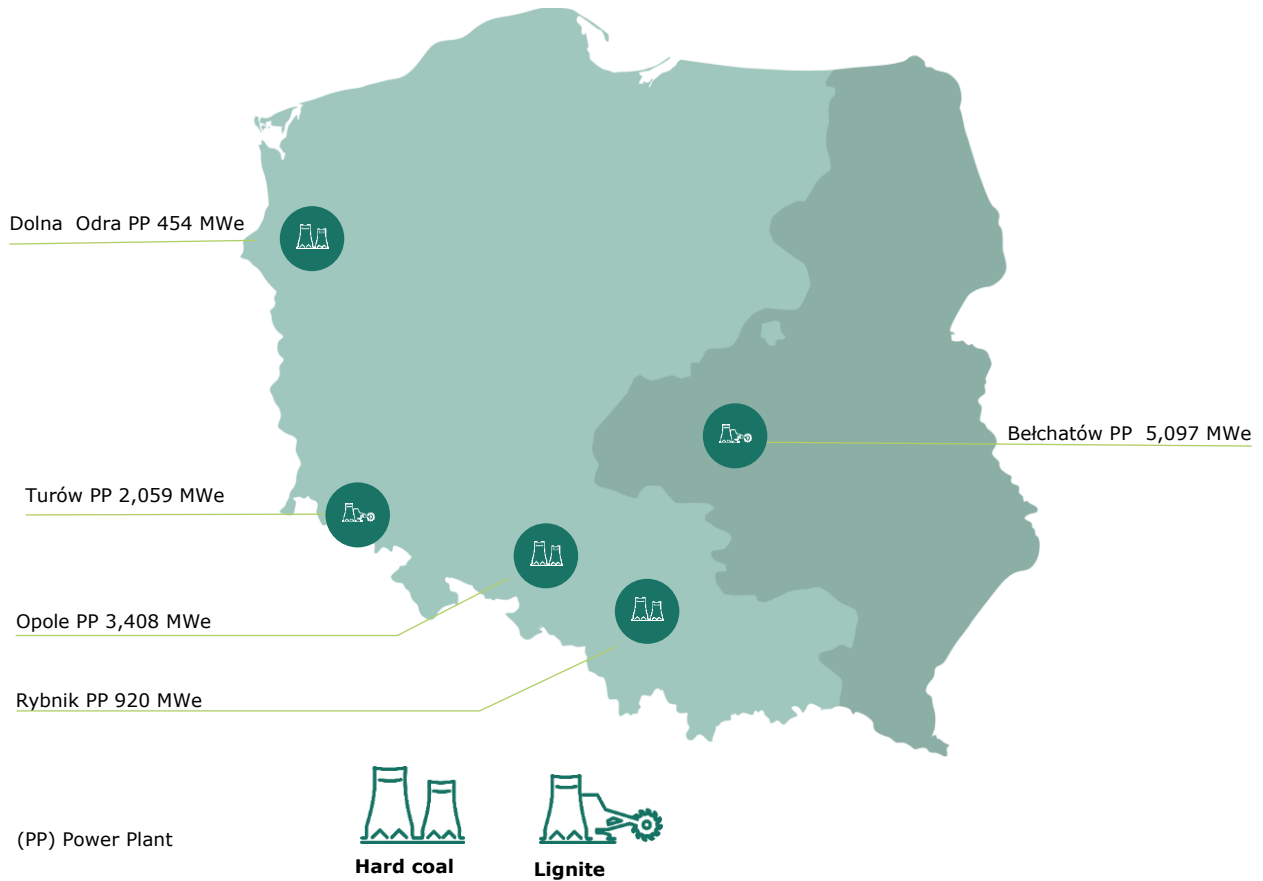 Dolna Odra PP 454 MWe
Bełchatów PP 5,097 MWe
Turów PP 2,059 MWe
Opole PP 3,408 MWe
Rybnik PP 920 MWe
(PP) Power Plant
Hard coal
Lignite